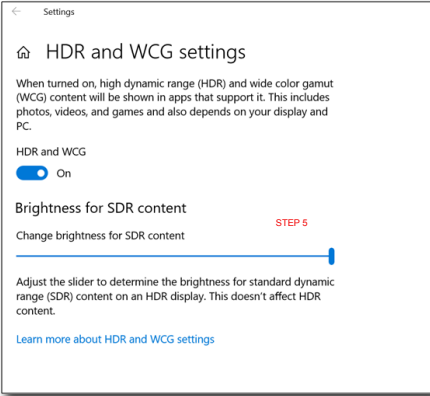 Settings
HDR and WCG settings
When turned on, high dynamic range (HDR) and wide color gamut
(WCG) content will be shown in apps that support it. This includes
photos, videos, and games and also depends on your display and
PC.
HDR and WCG
On
Brightness for SDR content
STEP 5
Change brightness for SDR content
Adjust the slider to determine the brightness for standard dynamic
range (SDR) content on an HDR display. This doesn't affect HDR
content.
Learn more about HDR and WCG settings